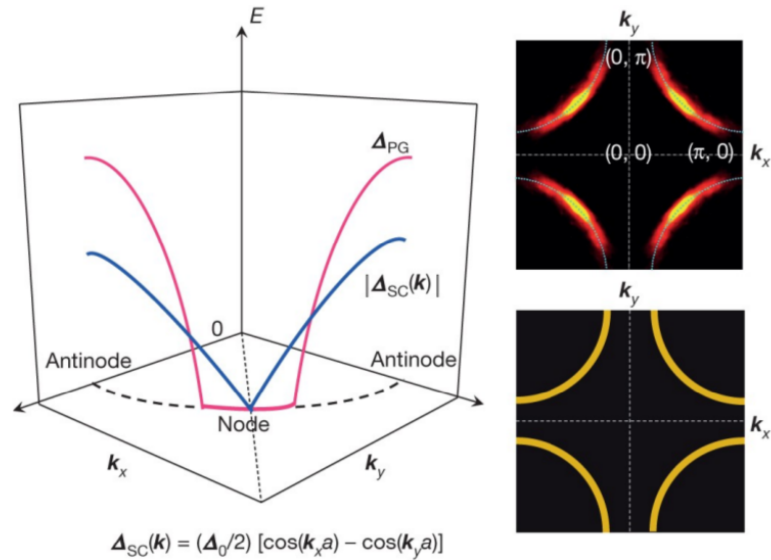 E
Δ_PG
|Δ_SC(k)|
0
Antinode
Antinode
Node
k_x
k_y
Δ_SC(k) = (Δ_0/2) [cos(k_xa) – cos(k_ya)]
k_y
(0, π)
(0, 0)
(π, 0)
k_x
k_y
k_x